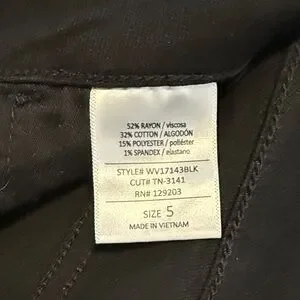 52% RAYON / viscosa
32% COTTON / ALGODÓN
15% POLYESTER / poliéster
1% SPANDEX / elastano
STYLE# WV17143BLK
CUT# TN-3141
RN# 129203
SIZE 5
MADE IN VIETNAM